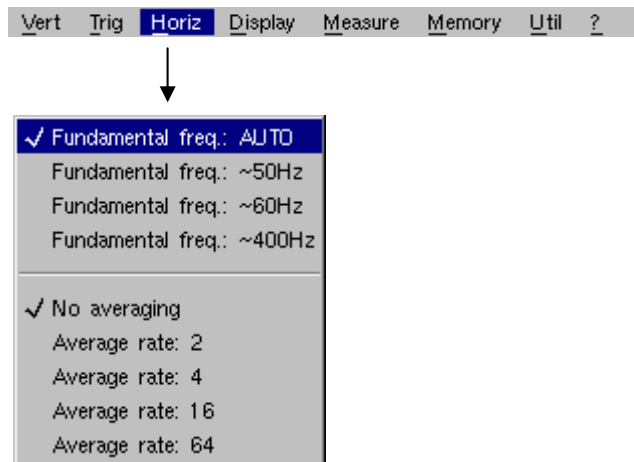 Vert Trig Horiz Display Measure Memory Util ?
✓ Fundamental freq.: AUTO
Fundamental freq.: ~50Hz
Fundamental freq.: ~60Hz
Fundamental freq.: ~400Hz
✓ No averaging
Average rate: 2
Average rate: 4
Average rate: 16
Average rate: 64